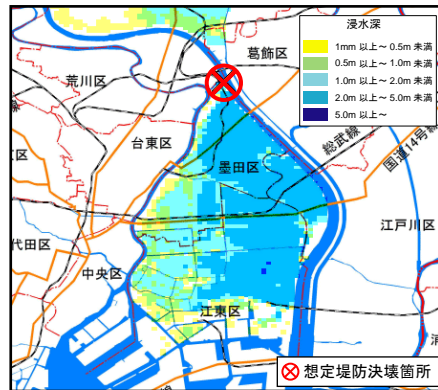 浸水深
1mm 以上～ 0.5m 未満
0.5m 以上～ 1.0m 未満
1.0m 以上～ 2.0m 未満
2.0m 以上～ 5.0m 未満
5.0m 以上～
葛飾区
荒川区
台東区
墨田区
総武線
国道14号線
江戸川区
代田区
中央区
江東区
想定堤防決壊箇所